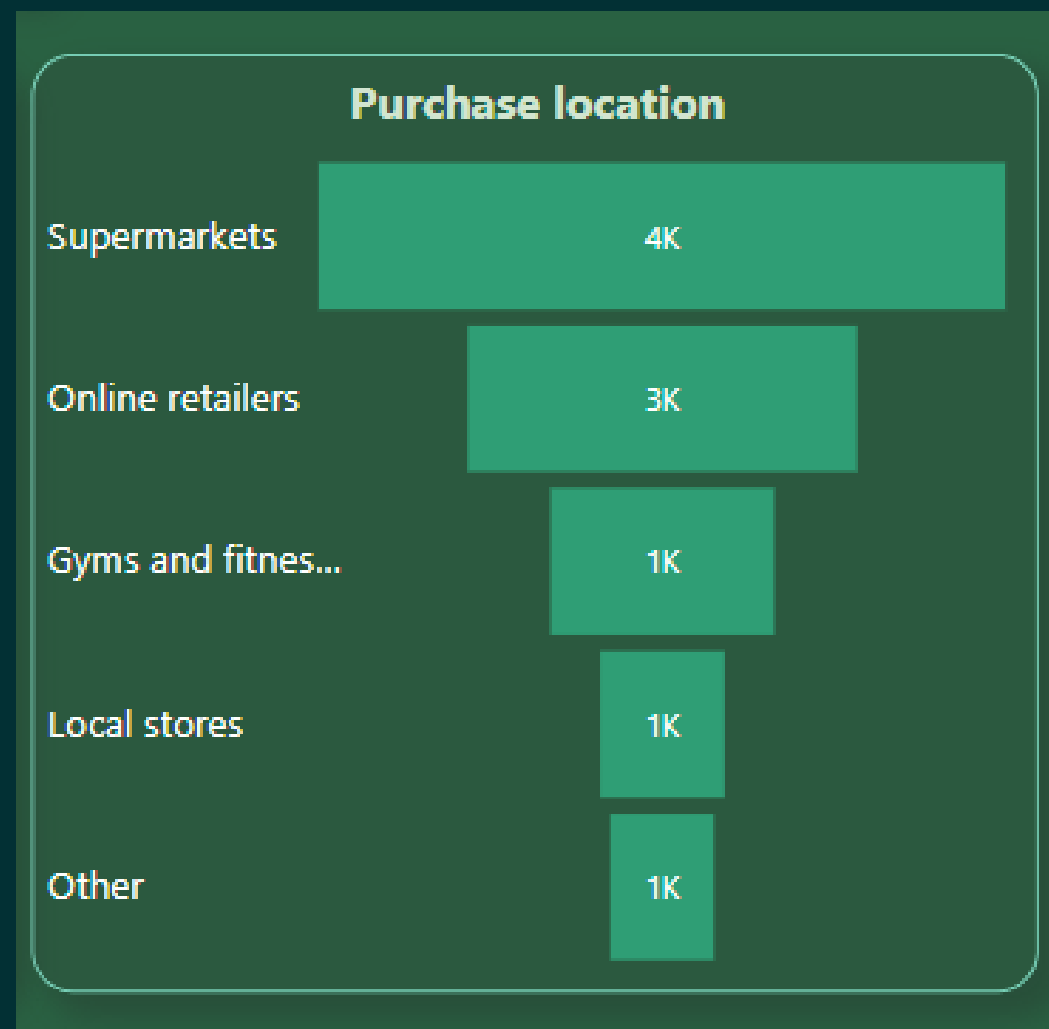 Purchase location
Supermarkets
4K
Online retailers
3K
Gyms and fitnes...
1K
Local stores
1K
Other
1K